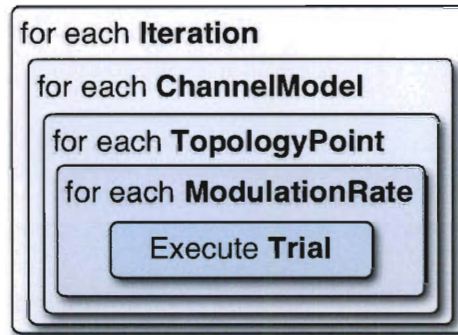 for each Iteration
for each ChannelModel
for each TopologyPoint
for each ModulationRate
Execute Trial